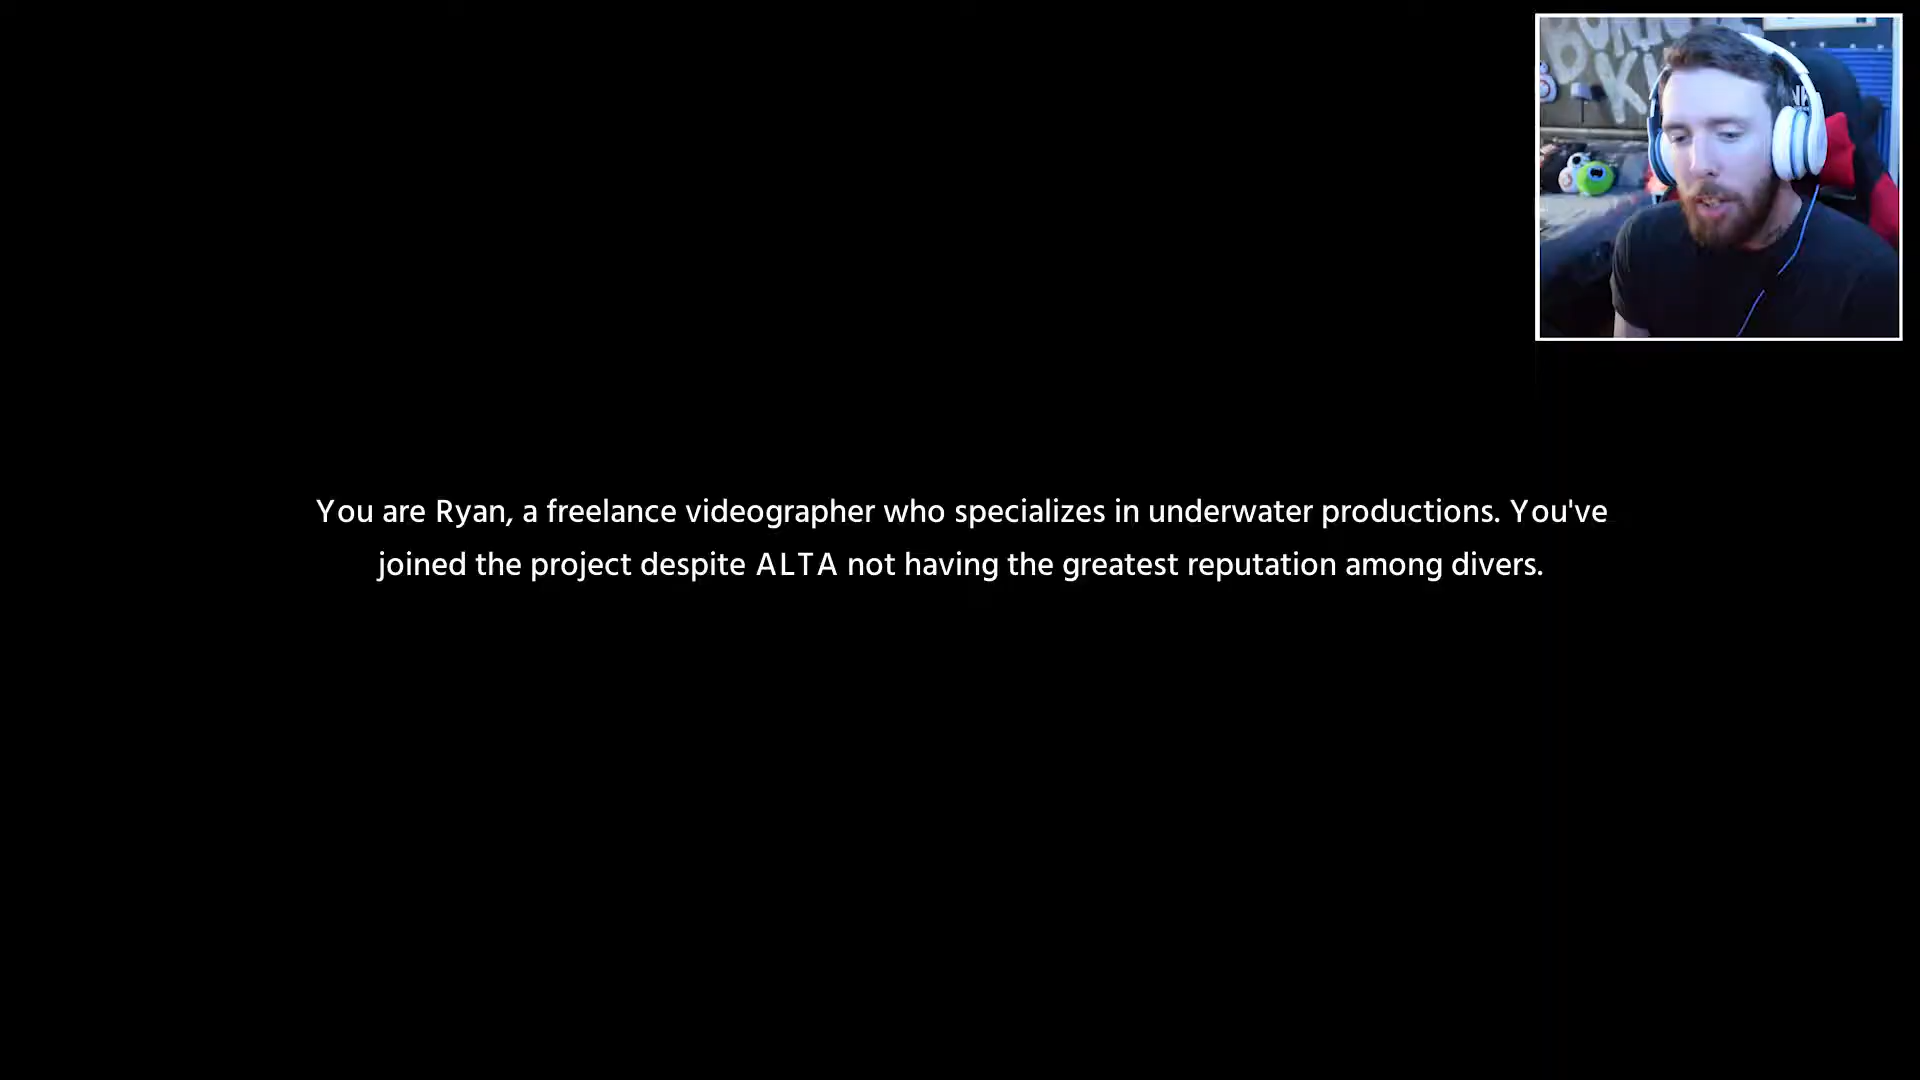 You are Ryan, a freelance videographer who specializes in underwater productions. You've
joined the project despite ALTA not having the greatest reputation among divers.